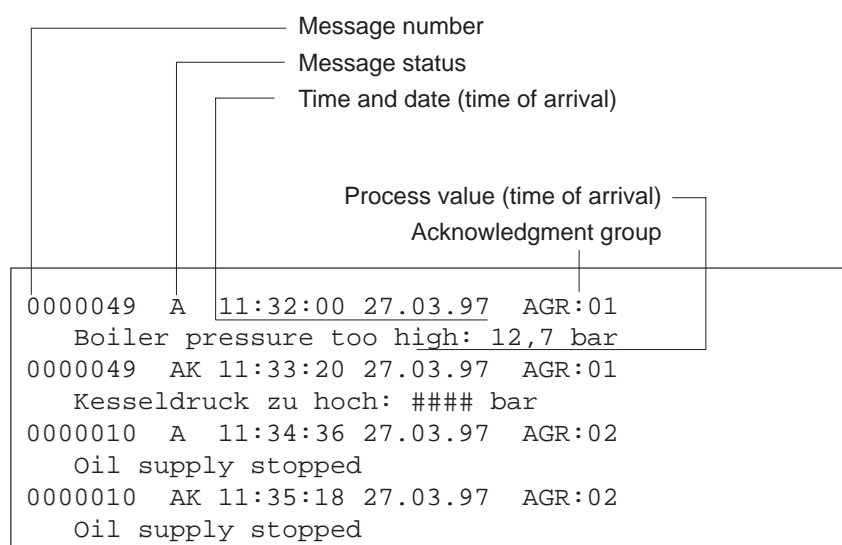 Message number
Message status
Time and date (time of arrival)
Process value (time of arrival)
Acknowledgment group
0000049 A 11:32:00 27.03.97 AGR:01
Boiler pressure too high: 12,7 bar
0000049 AK 11:33:20 27.03.97 AGR:01
Kesseldruck zu hoch: #### bar
0000010 A 11:34:36 27.03.97 AGR:02
Oil supply stopped
0000010 AK 11:35:18 27.03.97 AGR:02
Oil supply stopped